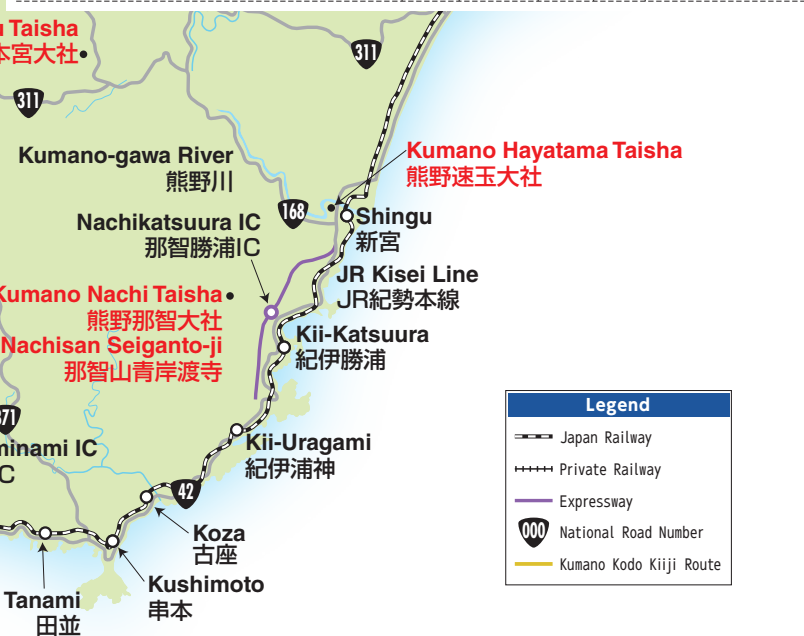 Taisha
本宮大社
311
311
Kumano-gawa River
熊野川
Kumano Hayatama Taisha
熊野速玉大社
168
Nachikatsuura IC
那智勝浦IC
Shingu
新宮
JR Kisei Line
JR紀勢本線
Kumano Nachi Taisha
熊野那智大社
Nachisan Seiganto-ji
那智山青岸渡寺
Kii-Katsuura
紀伊勝浦
Legend
Japan Railway
Private Railway
Expressway
000 National Road Number
Kumano Kodo Kiiji Route
371
minami IC
C
Kii-Uragami
紀伊浦神
42
Koza
古座
Kushimoto
串本
Tanami
田並